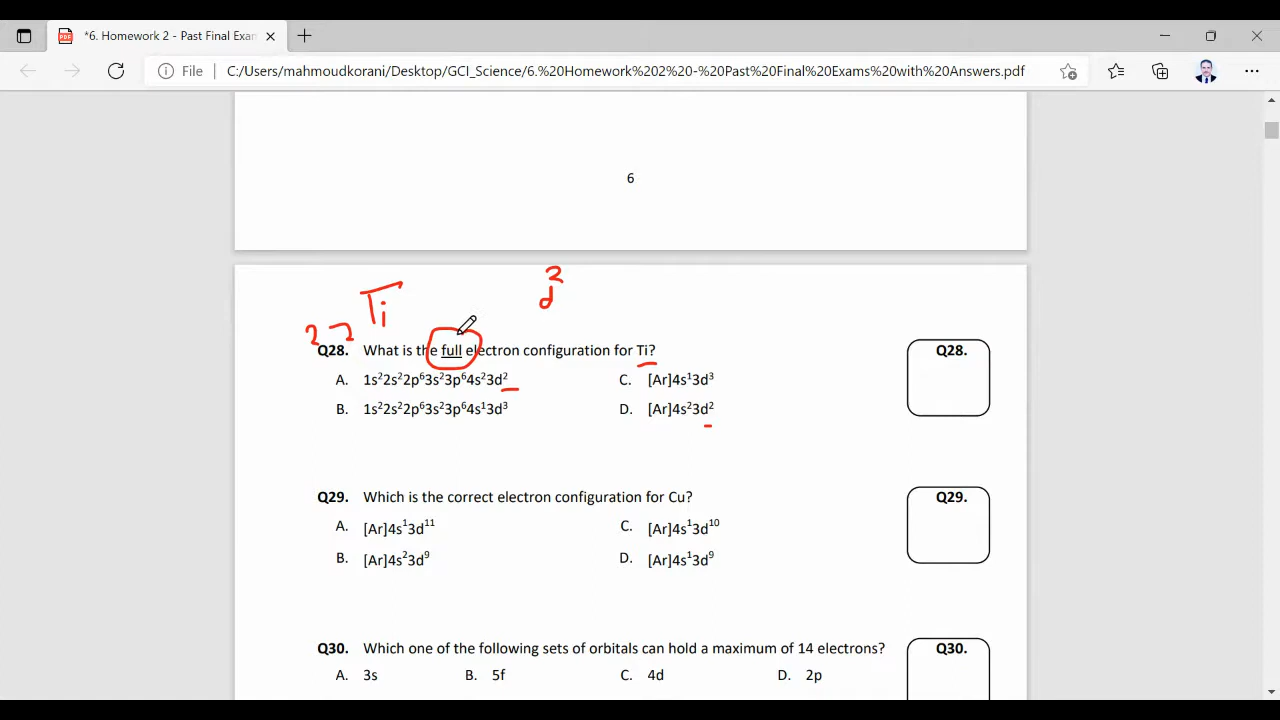 *6. Homework 2 - Past Final Exam
File C:/Users/mahmoudkorani/Desktop/GCI_Science/6.%20Homework%202%20-%20Past%20Final%20Exams%20with%20Answers.pdf
6
2
d
Ti
22
Q28. What is the full electron configuration for Ti? Q28.
A. 1s²2s²2p⁶3s²3p⁶4s²3d² C. [Ar]4s¹3d³
B. 1s²2s²2p⁶3s²3p⁶4s¹3d³ D. [Ar]4s²3d²
Q29. Which is the correct electron configuration for Cu? Q29.
A. [Ar]4s¹3d¹¹ C. [Ar]4s¹3d¹⁰
B. [Ar]4s²3d⁹ D. [Ar]4s¹3d⁹
Q30. Which one of the following sets of orbitals can hold a maximum of 14 electrons? Q30.
A. 3s B. 5f C. 4d D. 2p